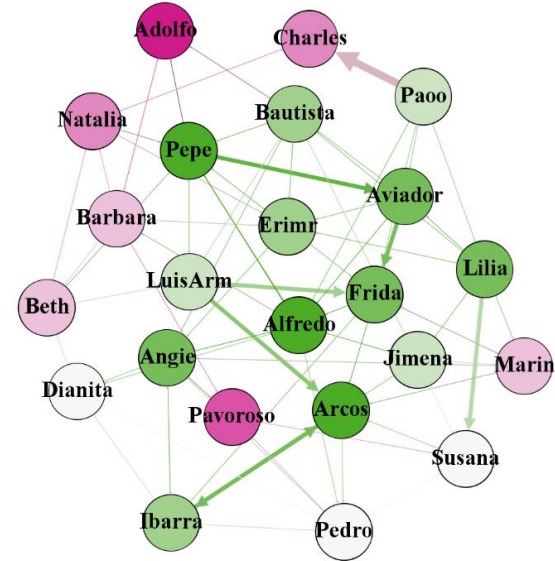 Adolfo
Charles
Paoo
Natalia
Bautista
Pepe
Aviador
Barbara
Erimr
Lilia
LuisArm
Frida
Beth
Alfredo
Angie
Jimena
Marin
Dianita
Pavoroso
Arcos
Susana
Ibarra
Pedro